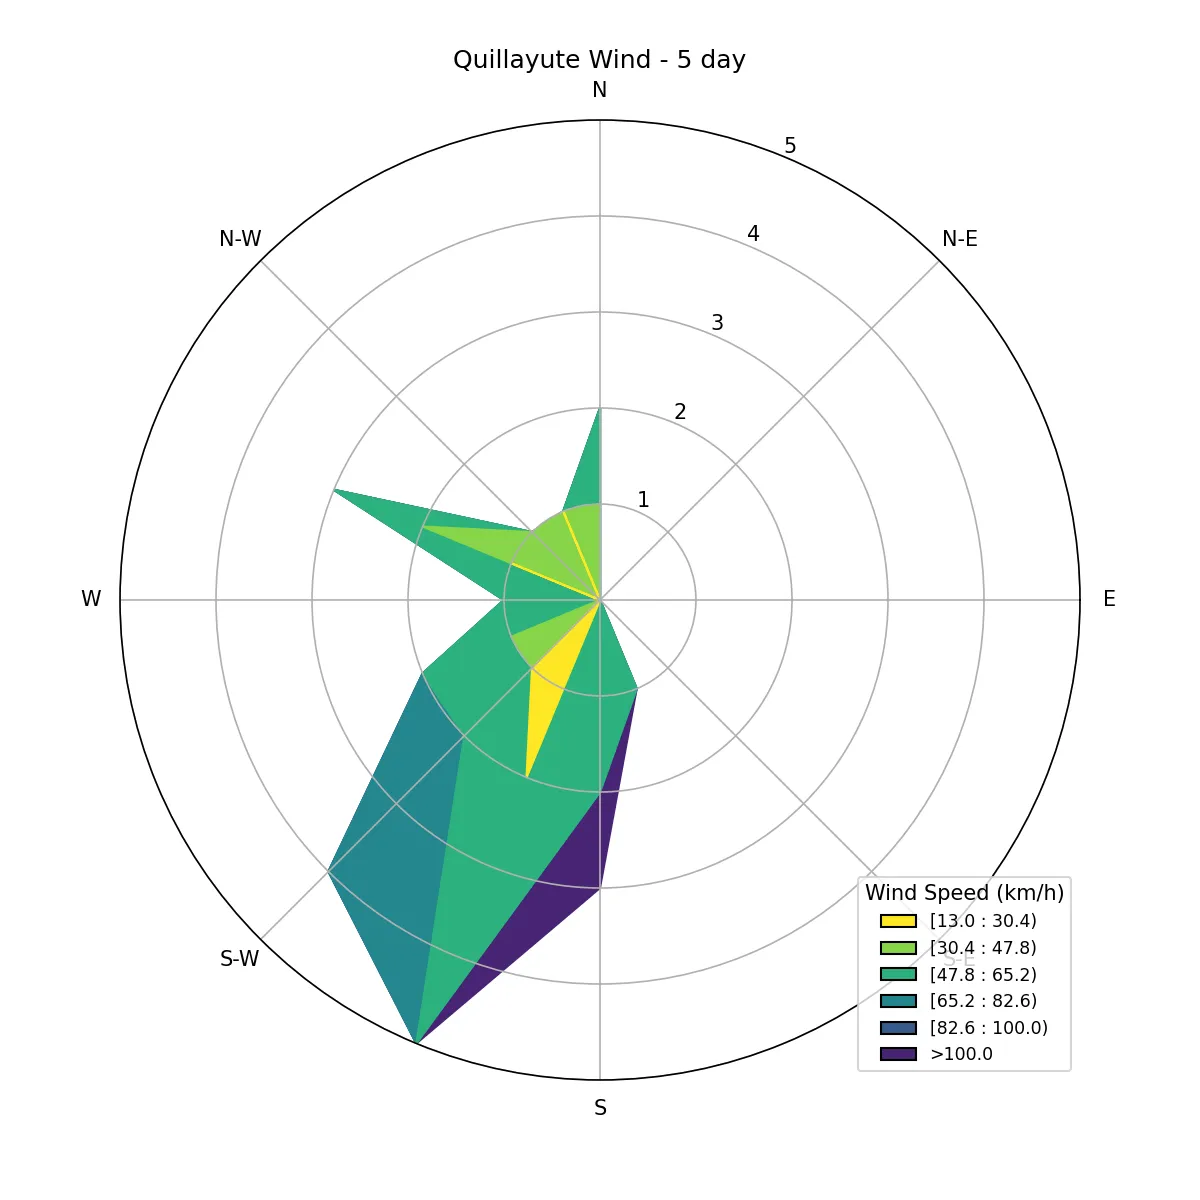 Quillayute Wind - 5 day
N
5
N-W
N-E
4
3
2
1
W
E
S-W
S-E
S
Wind Speed (km/h)
[13.0 : 30.4)
[30.4 : 47.8)
[47.8 : 65.2)
[65.2 : 82.6)
[82.6 : 100.0)
>100.0